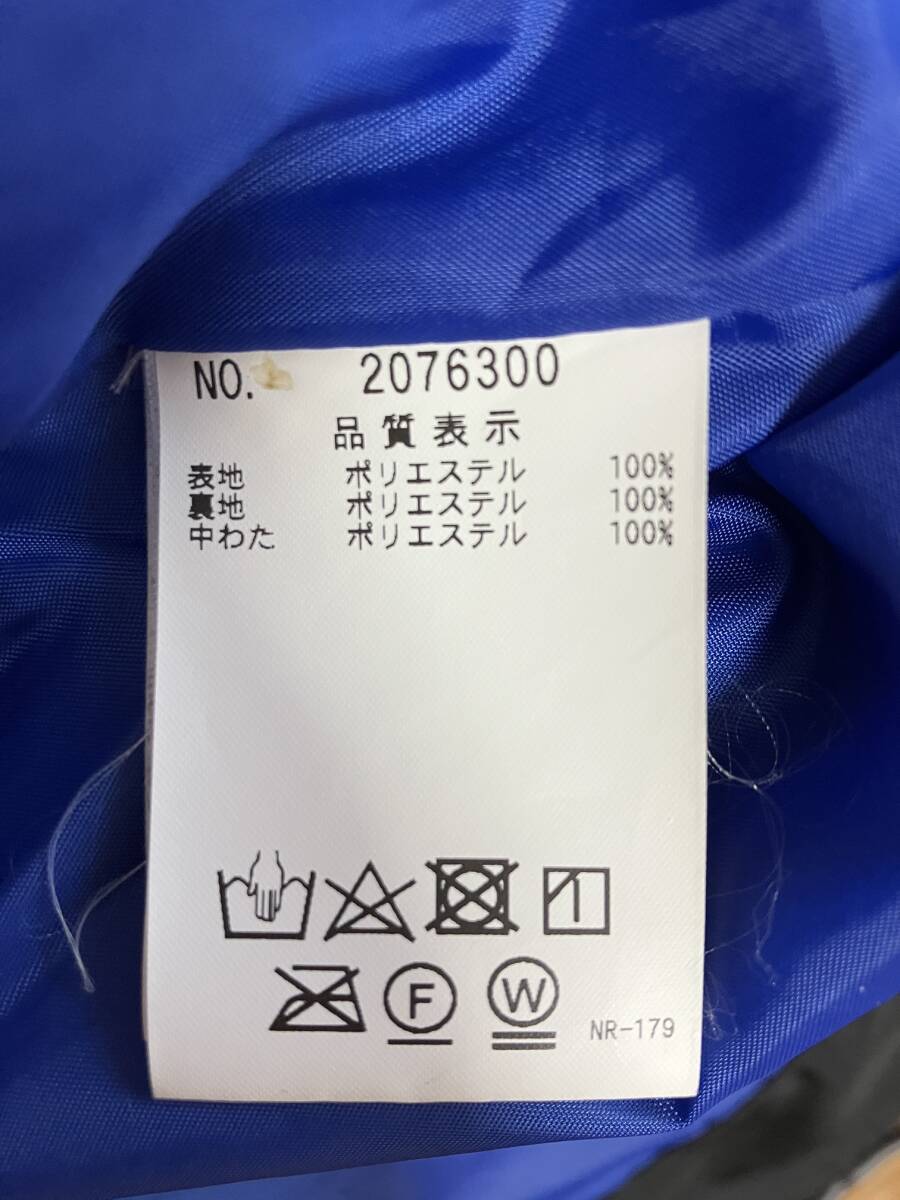 NO. 2076300
品質表示
表地 ポリエステル 100%
裏地 ポリエステル 100%
中わた ポリエステル 100%
F W
NR-179